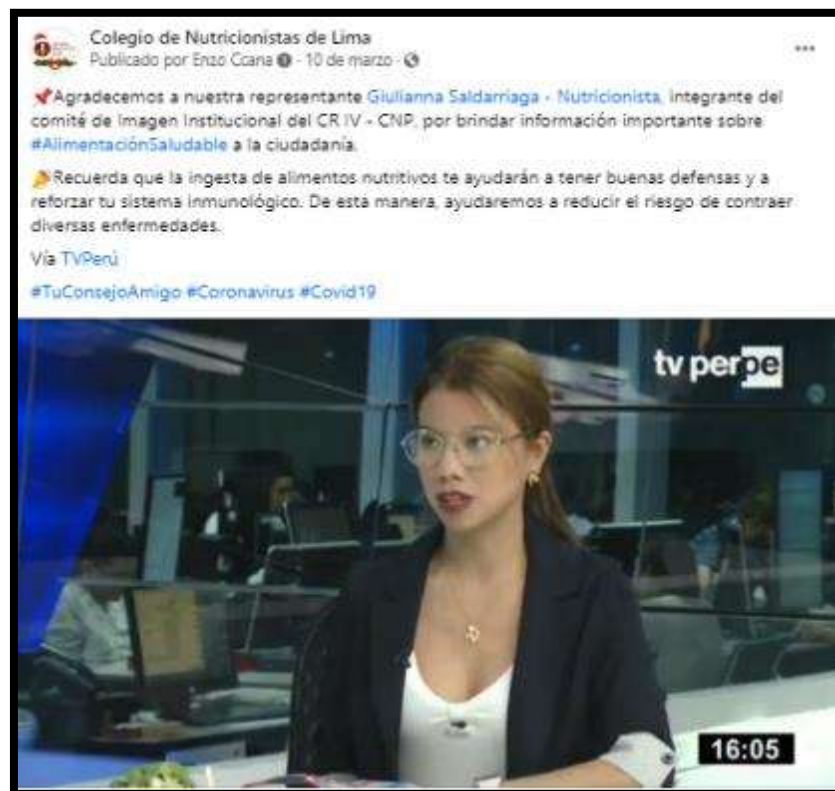 Colegio de Nutricionistas de Lima
Publicado por Enzo Ccana · 10 de marzo ·
Agradecemos a nuestra representante Giulianna Saldarriaga - Nutricionista, integrante del
comité de Imagen Institucional del CR IV - CNP, por brindar información importante sobre
#AlimentaciónSaludable a la ciudadanía.
Recuerda que la ingesta de alimentos nutritivos te ayudarán a tener buenas defensas y a
reforzar tu sistema inmunológico. De esta manera, ayudaremos a reducir el riesgo de contraer
diversas enfermedades.
Vía TVPerú
#TuConsejoAmigo #Coronavirus #Covid19
tv perpe
16:05